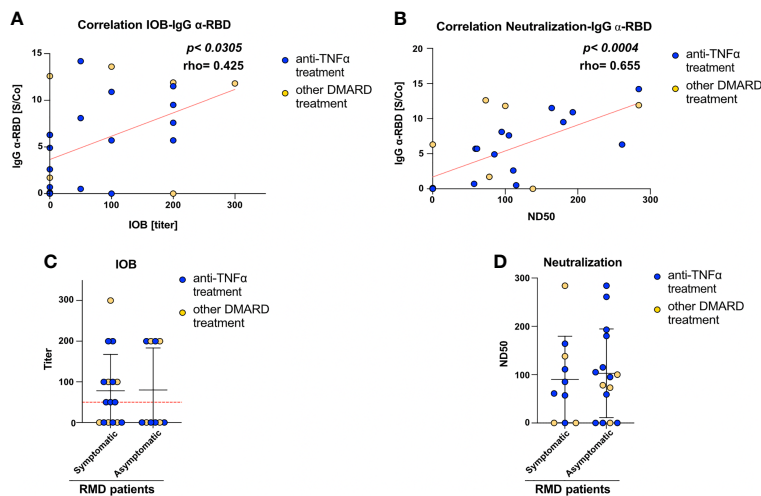 A
Correlation IOB-IgG α-RBD
p< 0.0305
rho= 0.425
anti-TNFα
treatment
other DMARD
treatment
IgG α-RBD [S/Co]
15
10
5
0
0
100
200
300
IOB [titer]
B
Correlation Neutralization-IgG α-RBD
p< 0.0004
rho= 0.655
anti-TNFα
treatment
other DMARD
treatment
IgG α-RBD [S/Co]
20
15
10
5
0
0
100
200
300
ND50
C
IOB
anti-TNFα
treatment
other DMARD
treatment
Titer
300
200
100
0
Symptomatic
Asymptomatic
RMD patients
D
Neutralization
anti-TNFα
treatment
other DMARD
treatment
ND50
300
200
100
0
Symptomatic
Asymptomatic
RMD patients